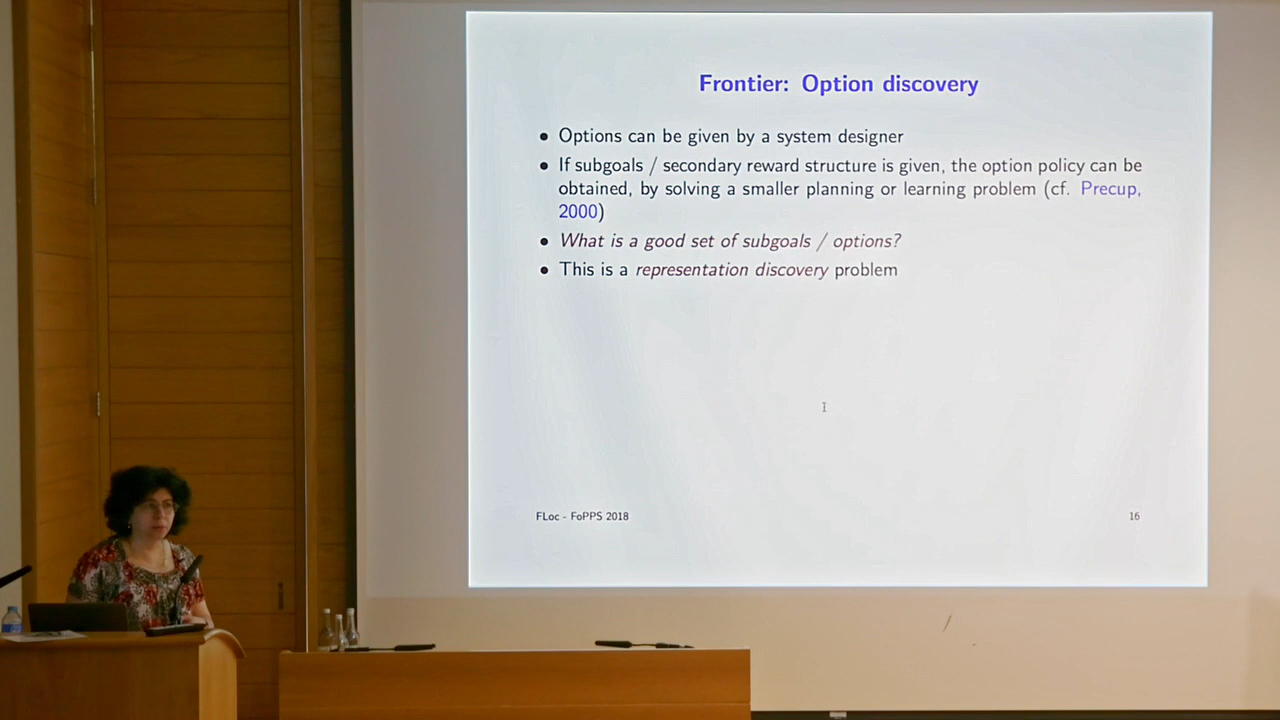 Frontier: Option discovery
• Options can be given by a system designer
• If subgoals / secondary reward structure is given, the option policy can be
obtained, by solving a smaller planning or learning problem (cf. Precup,
2000)
• What is a good set of subgoals / options?
• This is a representation discovery problem
FLoc - FoPPS 2018
16